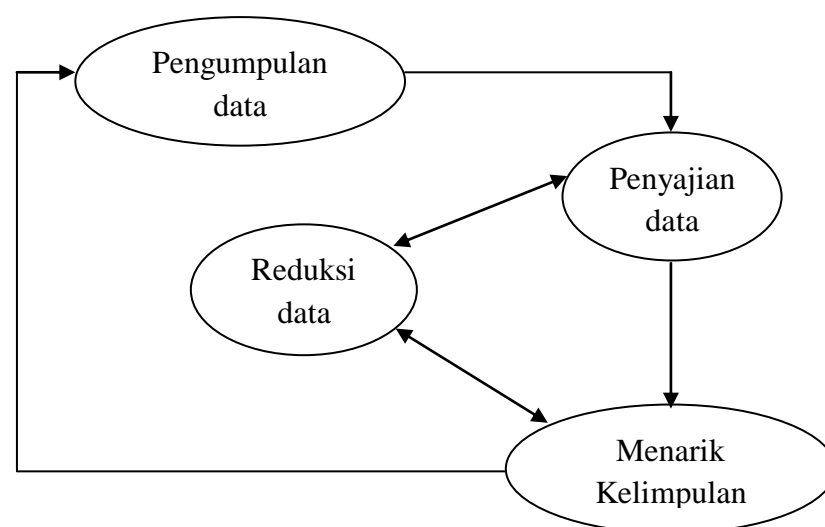 Pengumpulan
data
Penyajian
data
Reduksi
data
Menarik
Kelimpulan